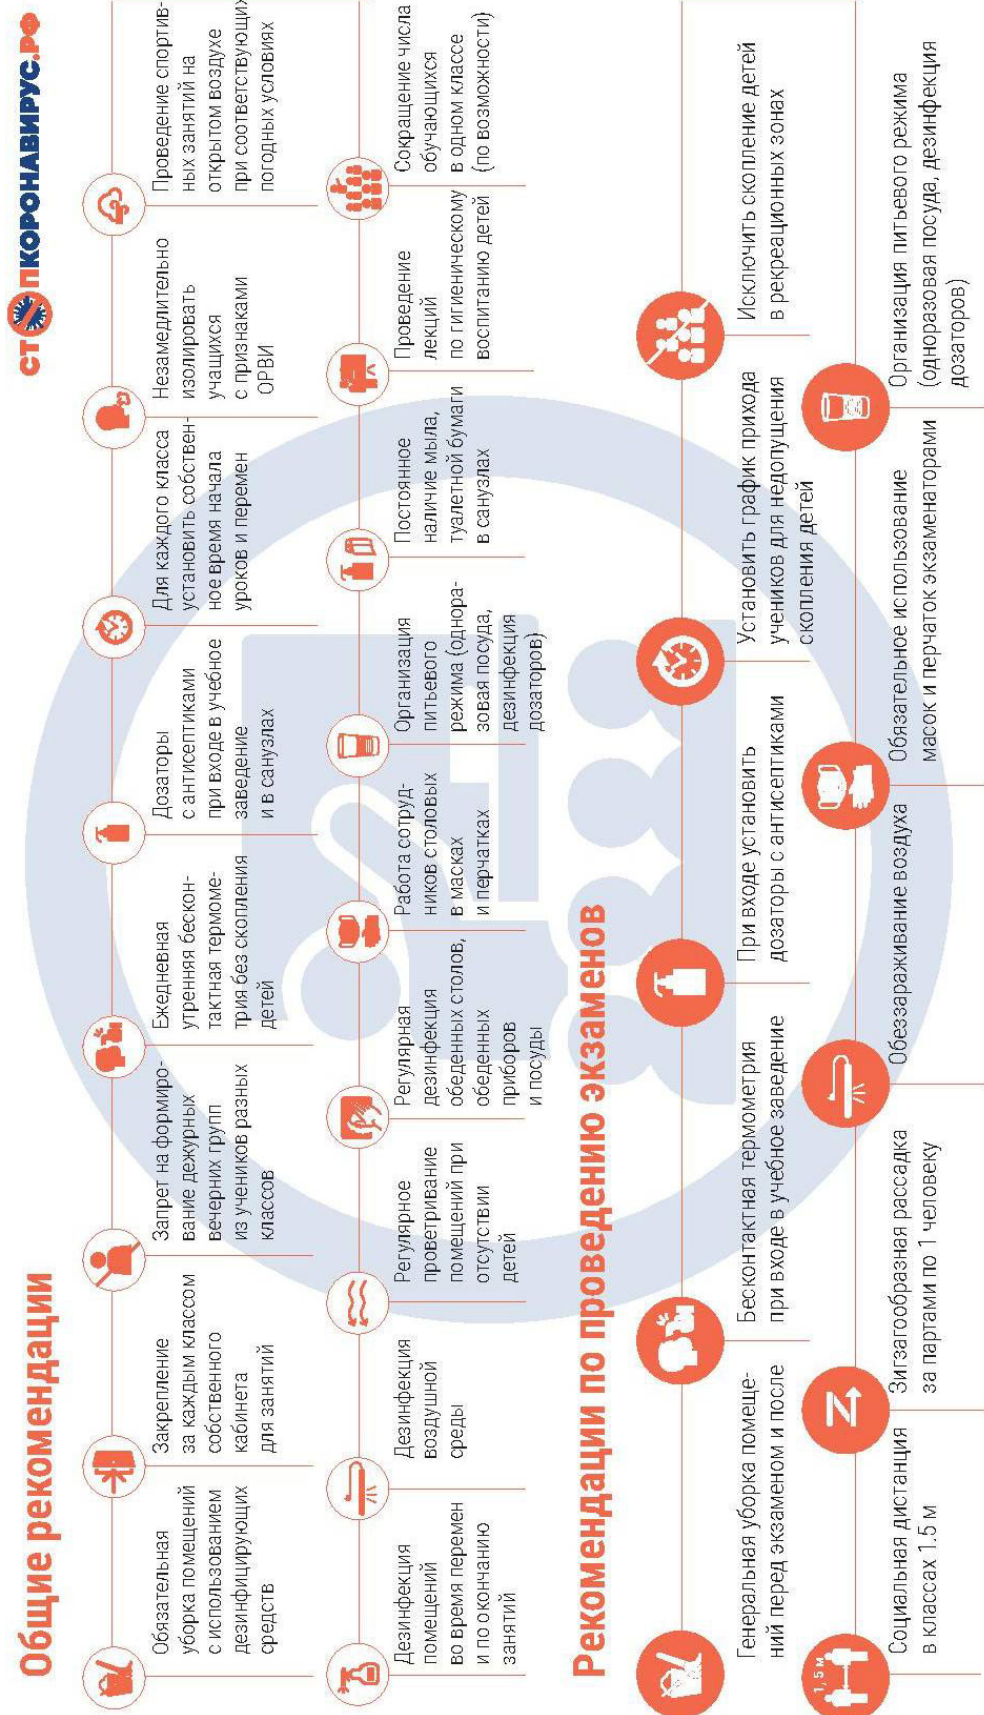 СТОПКОРОНАВИРУС.РФ
Общие рекомендации
Обязательная
уборка помещений
с использованием
дезинфицирующих
средств
Закрепление
за каждым классом
собственного
кабинета
для занятий
Запрет на формиро-
вание дежурных
вечерних групп
из учеников разных
классов
Ежедневная
утренняя бескон-
тактная термоме-
трия без скопления
детей
Дозаторы
с антисептиками
при входе в учебное
заведение
и в санузлах
Для каждого класса
установить собствен-
ное время начала
уроков и перемен
Незамедлительно
изолировать
учащихся
с признаками
ОРВИ
Проведение спортив-
ных занятий на
открытом воздухе
при соответствующих
погодных условиях
Дезинфекция
помещений
во время перемен
и по окончанию
занятий
Дезинфекция
воздушной
среды
Регулярное
проветривание
помещений при
отсутствии
детей
Регулярная
дезинфекция
обеденных столов,
обеденных
приборов
и посуды
Работа сотруд-
ников столовых
в масках
и перчатках
Организация
питьевого
режима (однора-
зовая посуда,
дезинфекция
дозаторов)
Постоянное
наличие мыла,
туалетной бумаги
в санузлах
Проведение
лекций
по гигиеническому
воспитанию детей
Сокращение числа
обучающихся
в одном классе
(по возможности)
Рекомендации по проведению экзаменов
Генеральная уборка помеще-
ний перед экзаменом и после
Бесконтактная термометрия
при входе в учебное заведение
При входе установить
дозаторы с антисептиками
Установить график прихода
учеников для недопущения
скопления детей
Исключить скопление детей
в рекреационных зонах
1,5 м
Социальная дистанция
в классах 1.5 м
Зигзагообразная рассадка
за партами по 1 человеку
Обеззараживание воздуха
Обязательное использование
масок и перчаток экзаменаторами
Организация питьевого режима
(одноразовая посуда, дезинфекция
дозаторов)